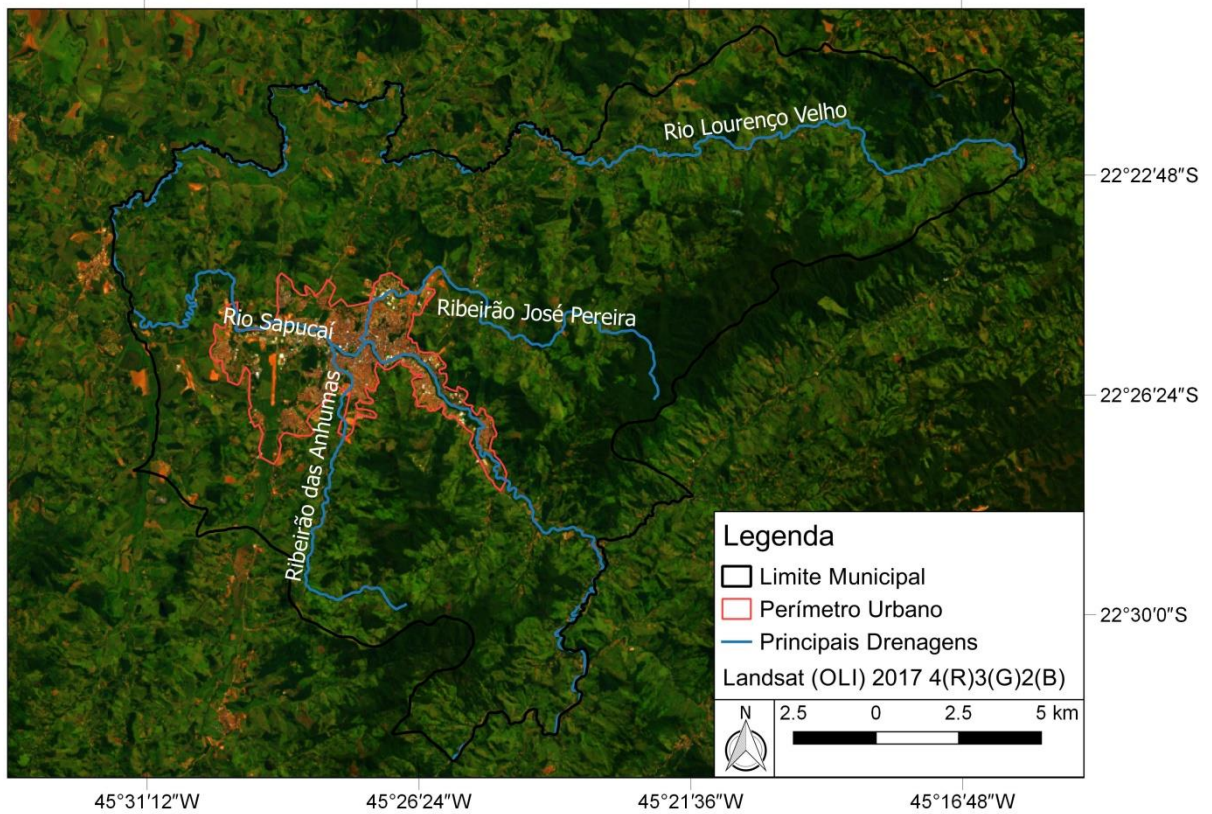 Rio Lourenço Velho
22°22'48"S
Ribeirão José Pereira
Rio Sapucaí
22°26'24"S
Ribeirão das Anhumas
Legenda
Limite Municipal
Perímetro Urbano
Principais Drenagens
Landsat (OLI) 2017 4(R)3(G)2(B)
22°30'0"S
N
2.5 0 2.5 5 km
45°31'12"W 45°26'24"W 45°21'36"W 45°16'48"W